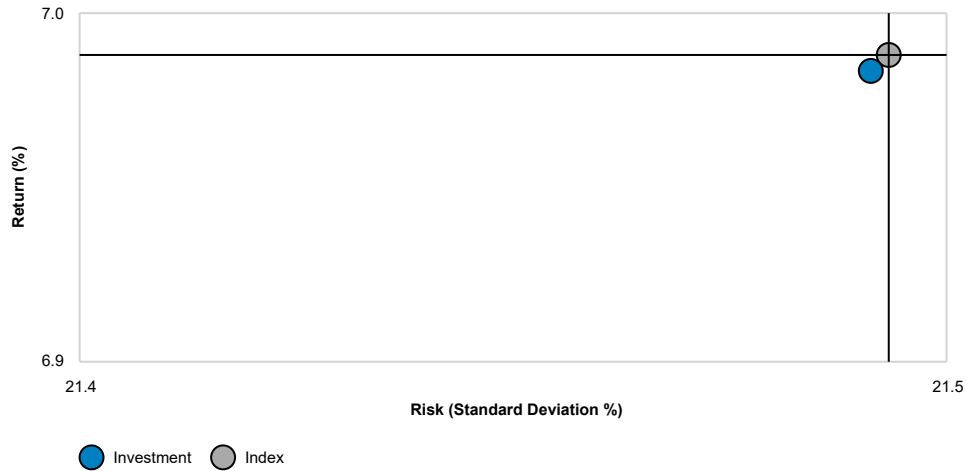 7.0
Return (%)
6.9
21.4
21.5
Risk (Standard Deviation %)
Investment
Index